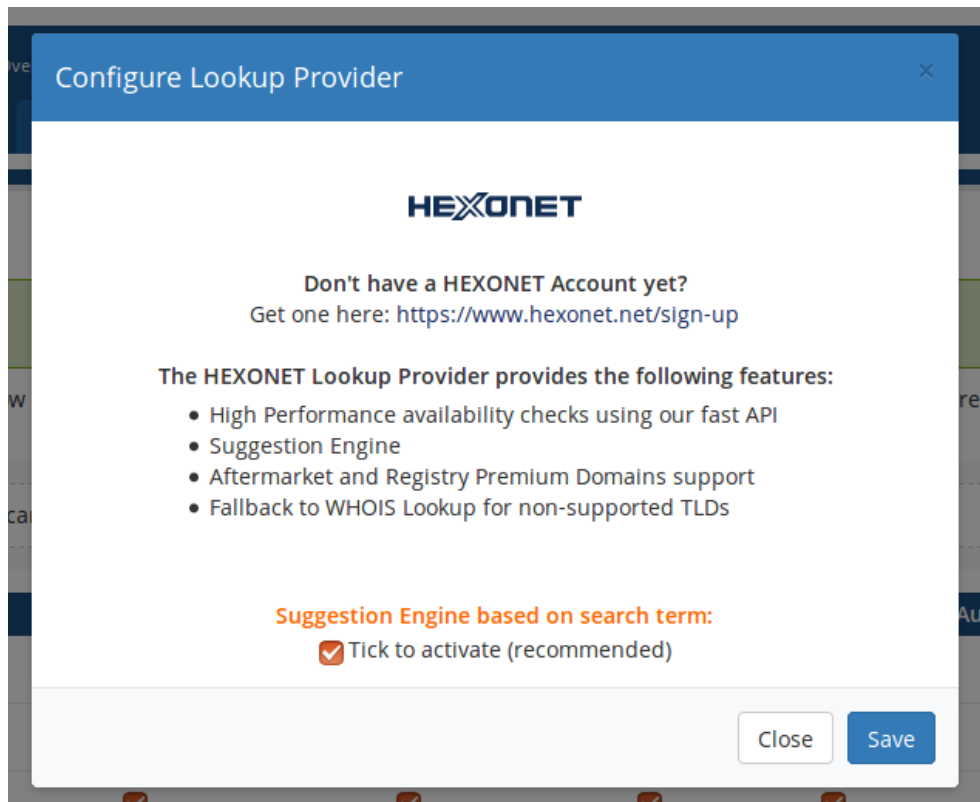 Configure Lookup Provider
×
HEXONET
Don't have a HEXONET Account yet?
Get one here: https://www.hexonet.net/sign-up
The HEXONET Lookup Provider provides the following features:
• High Performance availability checks using our fast API
• Suggestion Engine
• Aftermarket and Registry Premium Domains support
• Fallback to WHOIS Lookup for non-supported TLDs
Suggestion Engine based on search term:
Tick to activate (recommended)
Close
Save